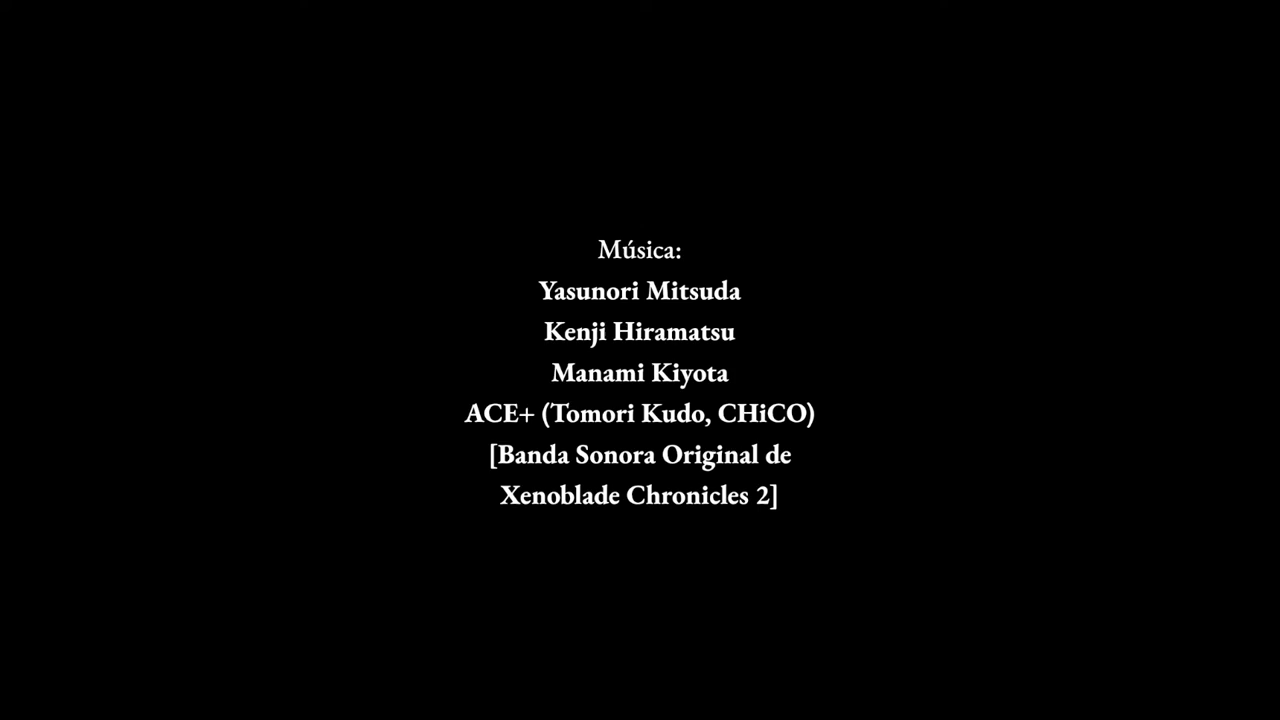 Música:
Yasunori Mitsuda
Kenji Hiramatsu
Manami Kiyota
ACE+ (Tomori Kudo, CHiCO)
[Banda Sonora Original de
Xenoblade Chronicles 2]